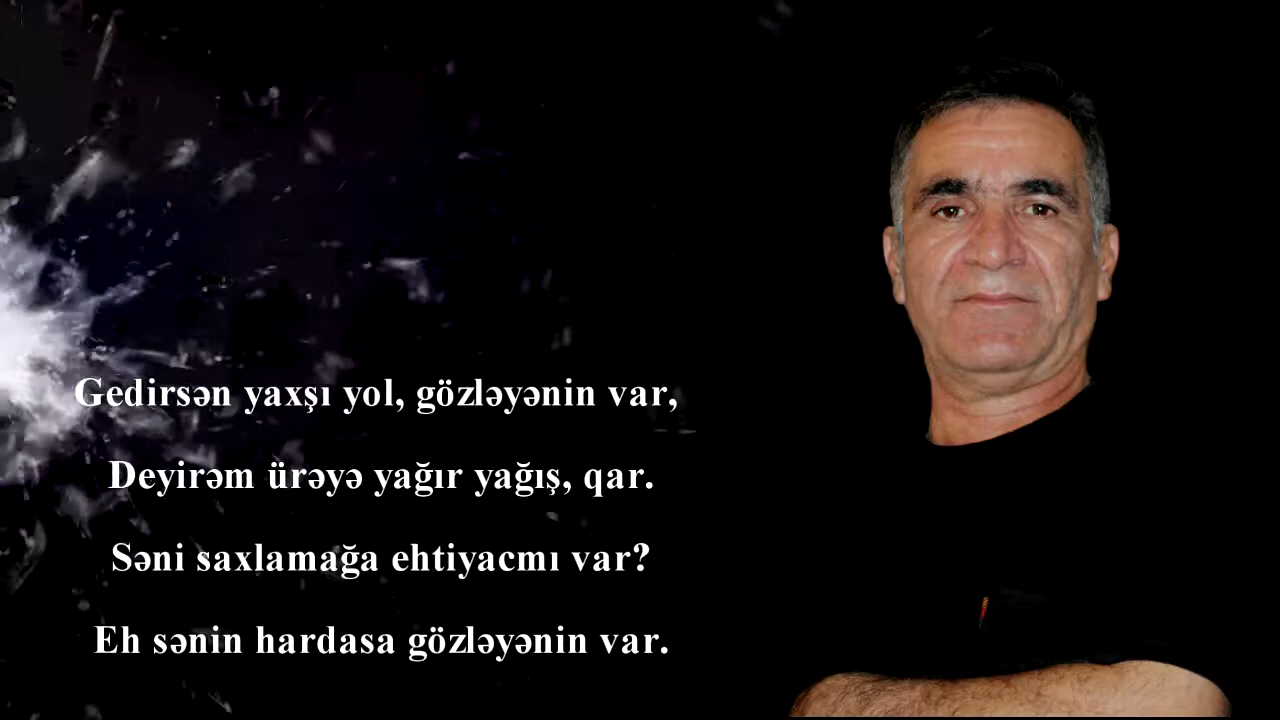 Gedirsən yaxşı yol, gözləyənin var,
Deyirəm ürəyə yağır yağış, qar.
Səni saxlamağa ehtiyacmı var?
Eh sənin hardasa gözləyənin var.